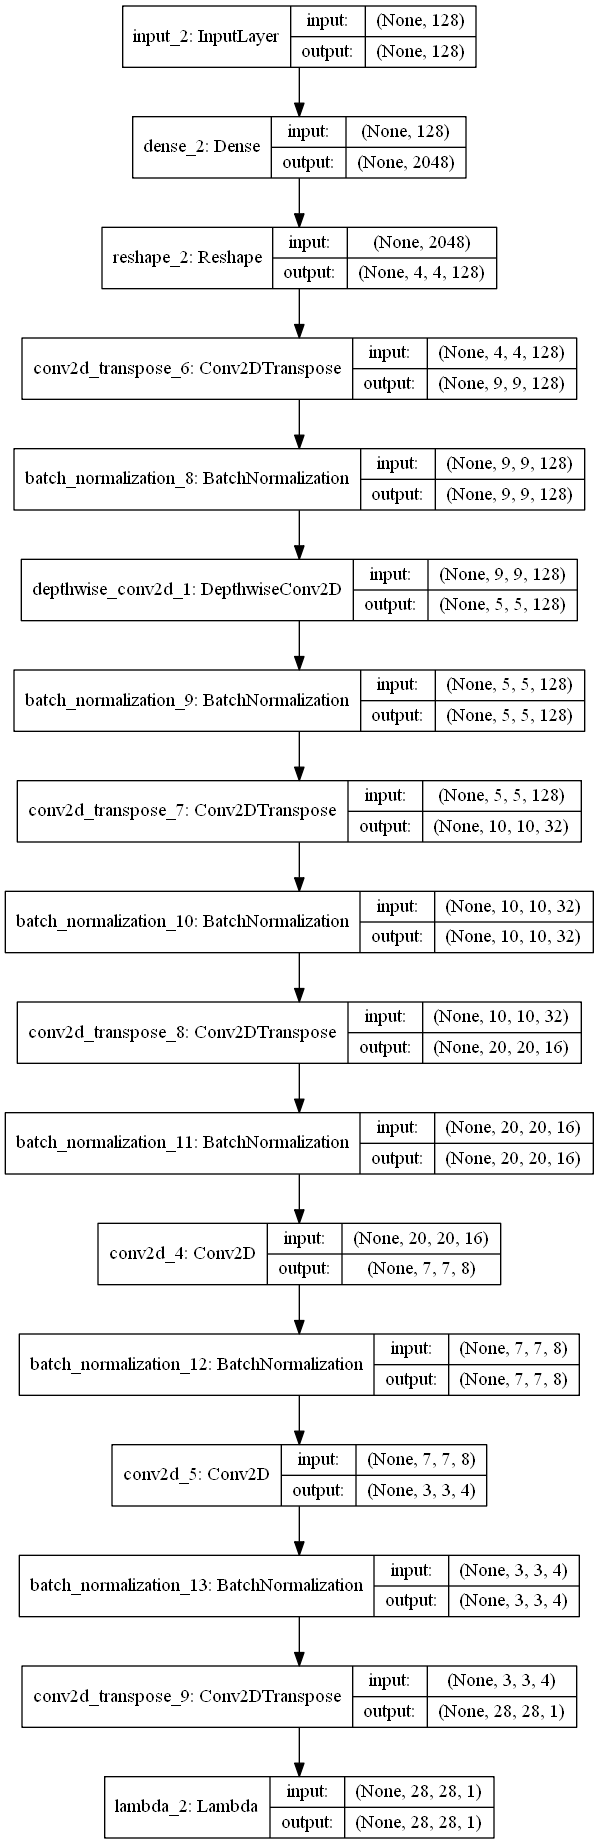 input_2: InputLayer
input: (None, 128)
output: (None, 128)
dense_2: Dense
input: (None, 128)
output: (None, 2048)
reshape_2: Reshape
input: (None, 2048)
output: (None, 4, 4, 128)
conv2d_transpose_6: Conv2DTranspose
input: (None, 4, 4, 128)
output: (None, 9, 9, 128)
batch_normalization_8: BatchNormalization
input: (None, 9, 9, 128)
output: (None, 9, 9, 128)
depthwise_conv2d_1: DepthwiseConv2D
input: (None, 9, 9, 128)
output: (None, 5, 5, 128)
batch_normalization_9: BatchNormalization
input: (None, 5, 5, 128)
output: (None, 5, 5, 128)
conv2d_transpose_7: Conv2DTranspose
input: (None, 5, 5, 128)
output: (None, 10, 10, 32)
batch_normalization_10: BatchNormalization
input: (None, 10, 10, 32)
output: (None, 10, 10, 32)
conv2d_transpose_8: Conv2DTranspose
input: (None, 10, 10, 32)
output: (None, 20, 20, 16)
batch_normalization_11: BatchNormalization
input: (None, 20, 20, 16)
output: (None, 20, 20, 16)
conv2d_4: Conv2D
input: (None, 20, 20, 16)
output: (None, 7, 7, 8)
batch_normalization_12: BatchNormalization
input: (None, 7, 7, 8)
output: (None, 7, 7, 8)
conv2d_5: Conv2D
input: (None, 7, 7, 8)
output: (None, 3, 3, 4)
batch_normalization_13: BatchNormalization
input: (None, 3, 3, 4)
output: (None, 3, 3, 4)
conv2d_transpose_9: Conv2DTranspose
input: (None, 3, 3, 4)
output: (None, 28, 28, 1)
lambda_2: Lambda
input: (None, 28, 28, 1)
output: (None, 28, 28, 1)